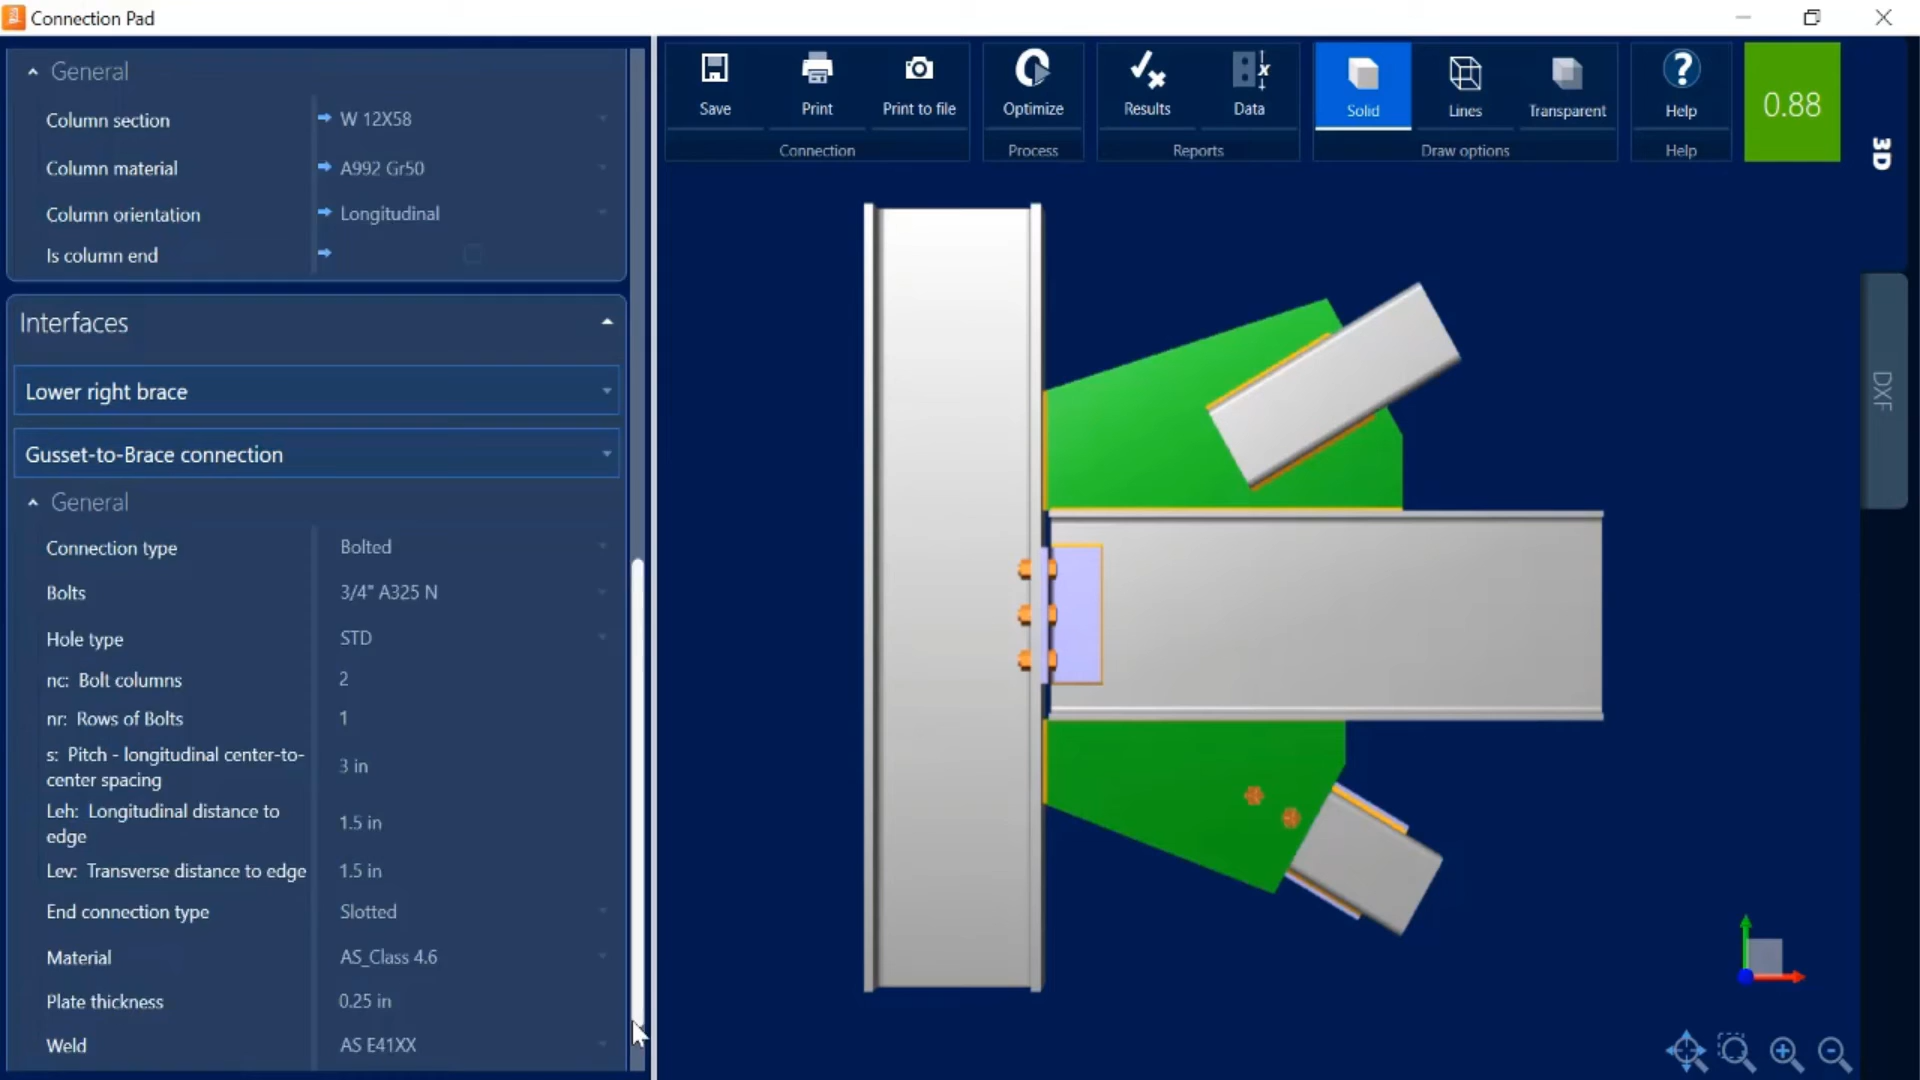 Connection Pad
General
Column section
W 12X58
Column material
A992 Gr50
Column orientation
Longitudinal
Is column end
Interfaces
Lower right brace
Gusset-to-Brace connection
General
Connection type
Bolted
Bolts
3/4" A325 N
Hole type
STD
nc: Bolt columns
2
nr: Rows of Bolts
1
s: Pitch - longitudinal center-to-
center spacing
3 in
Leh: Longitudinal distance to
edge
1.5 in
Lev: Transverse distance to edge
1.5 in
End connection type
Slotted
Material
AS_Class 4.6
Plate thickness
0.25 in
Weld
AS E41XX
Save
Print
Print to file
Connection
Optimize
Process
Results
Data
Reports
Solid
Lines
Transparent
Draw options
Help
Help
0.88
3D
DXF